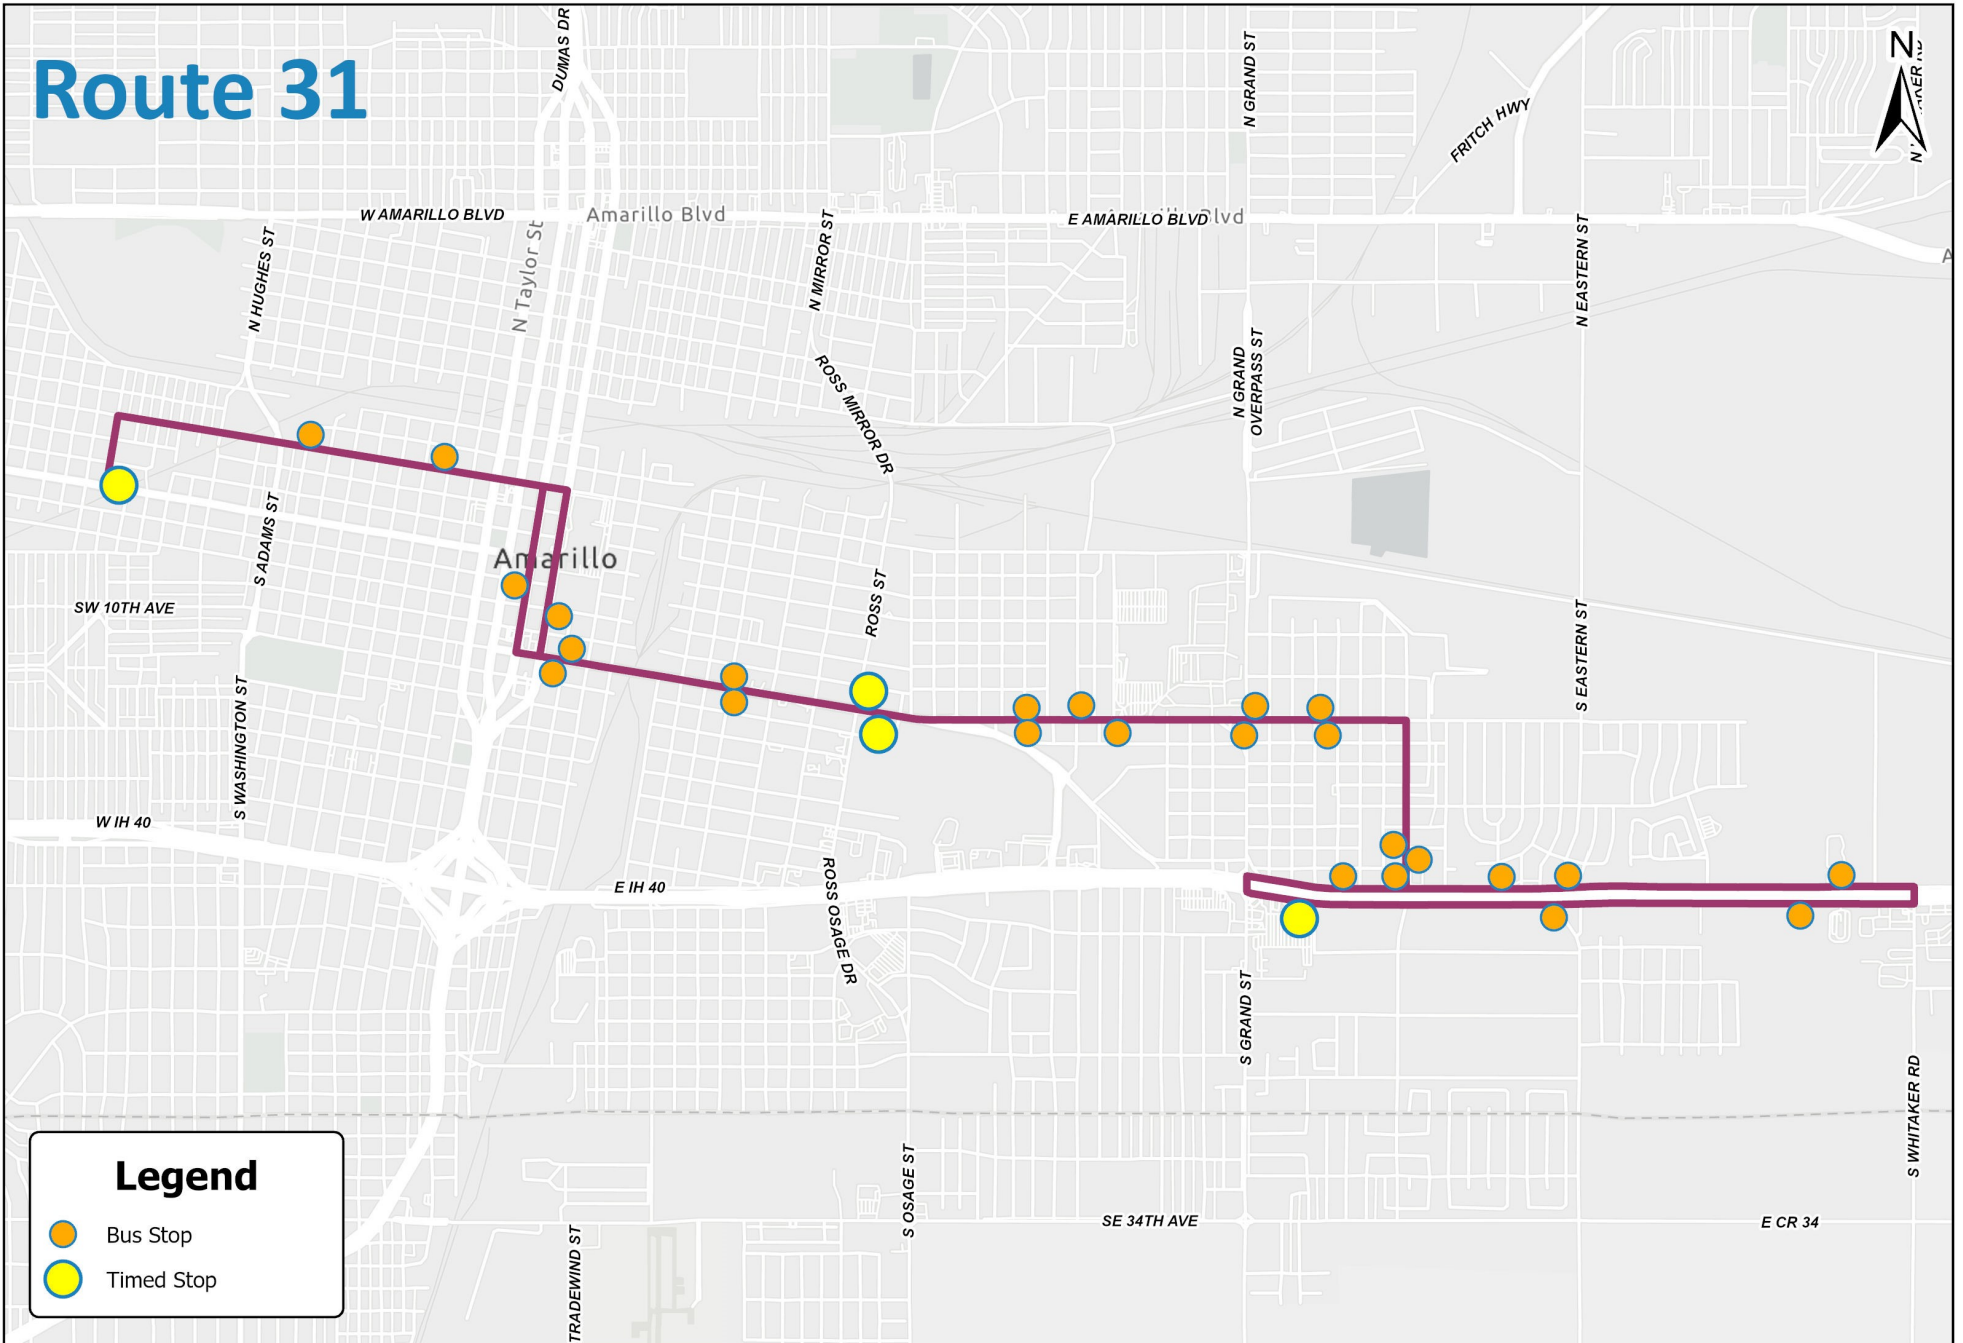 Route 31
DUMAS DR
N GRAND ST
FRITCH HWY
N
W AMARILLO BLVD
Amarillo Blvd
E AMARILLO BLVD
N HUGHES ST
N Taylor St
N MIRROR ST
N EASTERN ST
ROSS MIRROR DR
N GRAND
OVERPASS ST
S ADAMS ST
Amarillo
SW 10TH AVE
ROSS ST
S EASTERN ST
S WASHINGTON ST
W IH 40
E IH 40
ROSS OSAGE DR
S GRAND ST
S WHITAKER RD
S OSAGE ST
SE 34TH AVE
E CR 34
TRADEWIND ST
Legend
Bus Stop
Timed Stop